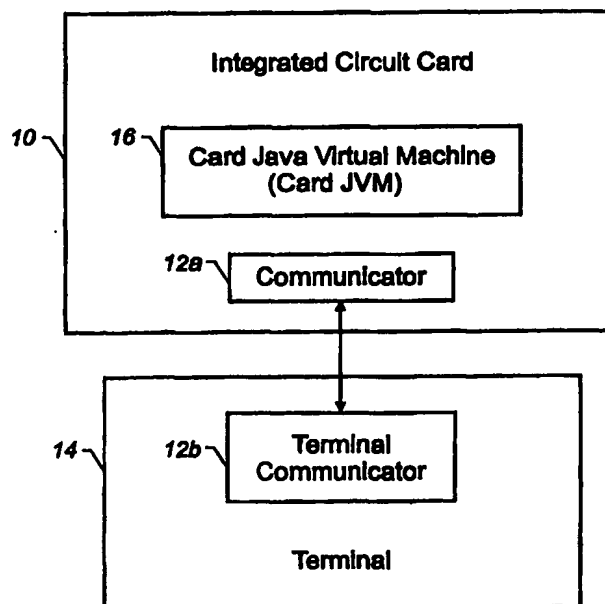 Integrated Circuit Card
10
16
Card Java Virtual Machine
(Card JVM)
12a
Communicator
14
12b
Terminal
Communicator
Terminal